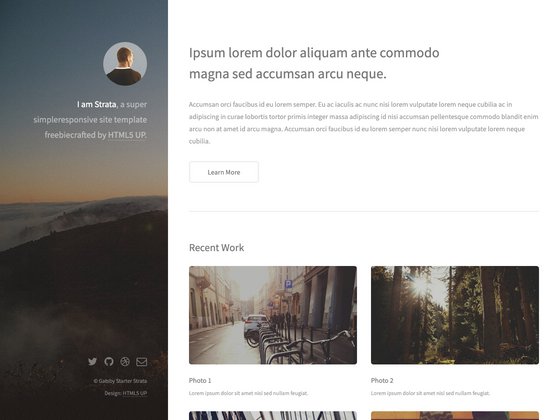 I am Strata, a super
simpleresponsive site template
freebiecrafted by HTML5 UP.
© Gatsby Starter Strata
Design: HTML5 UP
Ipsum lorem dolor aliquam ante commodo
magna sed accumsan arcu neque.
Accumsan orci faucibus id eu lorem semper. Eu ac iaculis ac nunc nisi lorem vulputate lorem neque cubilia ac in
adipiscing in curae lobortis tortor primis integer massa adipiscing id nisi accumsan pellentesque commodo blandit enim
arcu non at amet id arcu magna. Accumsan orci faucibus id eu lorem semper nunc nisi lorem vulputate lorem neque
cubilia.
Learn More
Recent Work
P
Photo 1
Lorem ipsum dolor sit amet nisl sed nullam feugiat.
Photo 2
Lorem ipsum dolor sit amet nisl sed nullam feugiat.